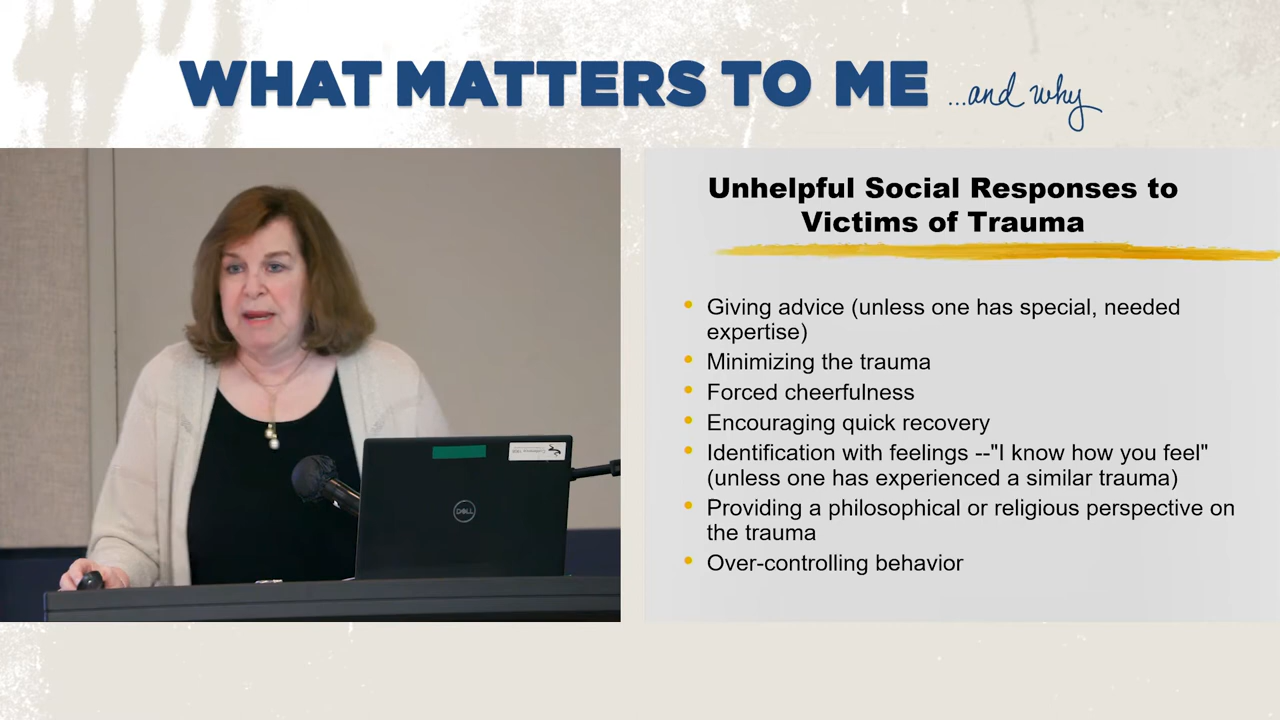 WHAT MATTERS TO ME ...and why
Unhelpful Social Responses to
Victims of Trauma
• Giving advice (unless one has special, needed
expertise)
• Minimizing the trauma
• Forced cheerfulness
• Encouraging quick recovery
• Identification with feelings --"I know how you feel"
(unless one has experienced a similar trauma)
• Providing a philosophical or religious perspective on
the trauma
• Over-controlling behavior
DELL